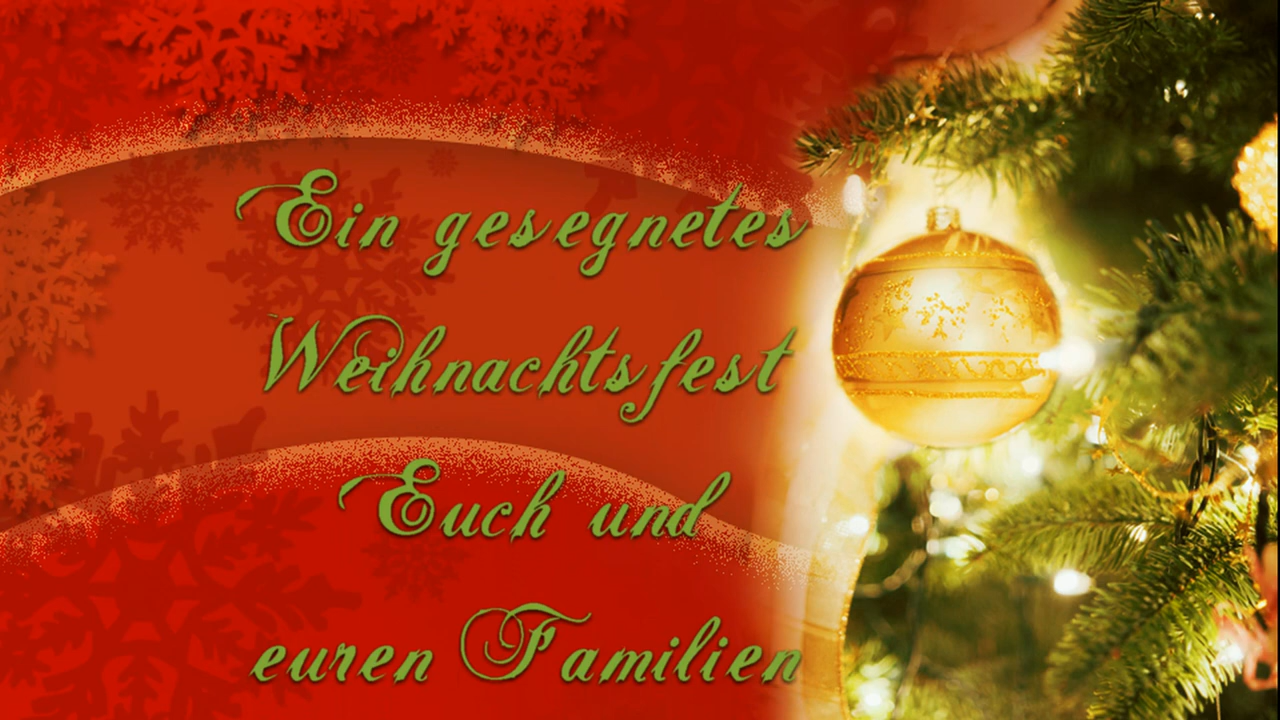 Ein gesegnetes
Weihnachtsfest
Euch und
euren Familien